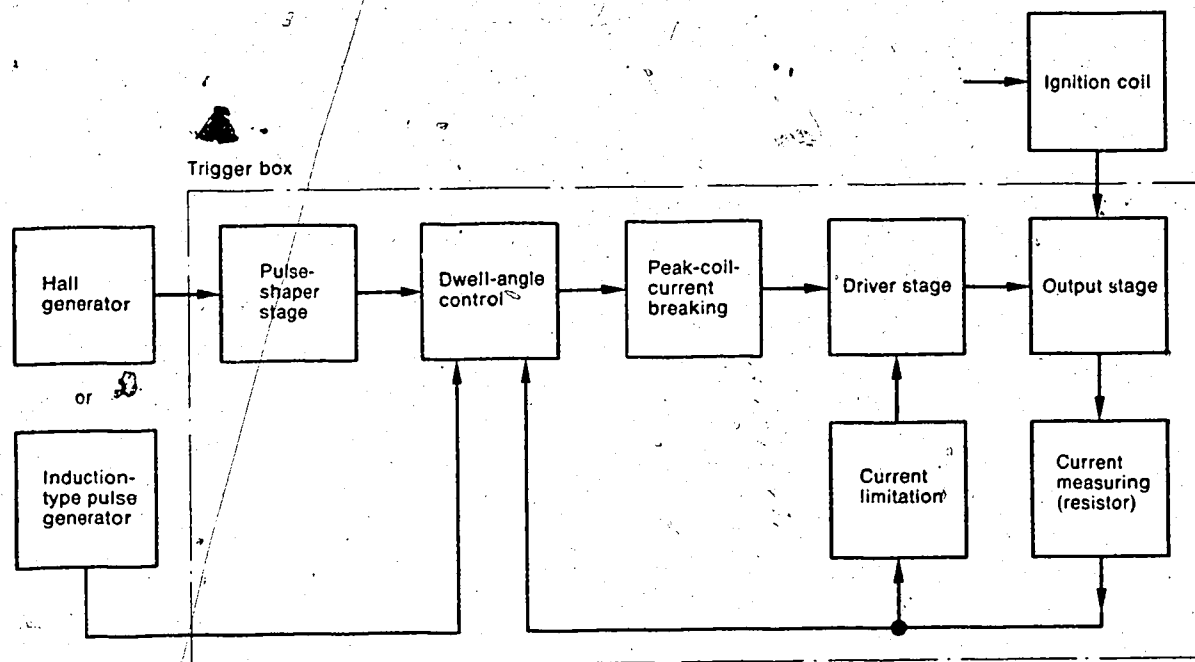 Ignition coil
Trigger box
Hall
generator
Pulse-
shaper
stage
Dwell-angle
control
Peak-coil-
current
breaking
Driver stage
Output stage
or
Induction-
type pulse
generator
Current
limitation
Current
measuring
(resistor)